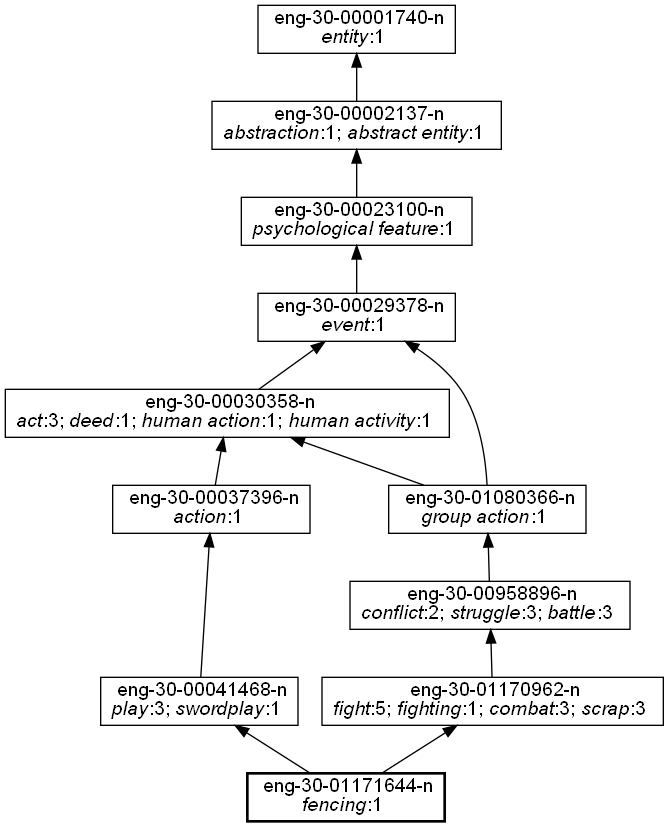 eng-30-00001740-n
entity:1
eng-30-00002137-n
abstraction:1; abstract entity:1
eng-30-00023100-n
psychological feature:1
eng-30-00029378-n
event:1
eng-30-00030358-n
act:3; deed:1; human action:1; human activity:1
eng-30-00037396-n
action:1
eng-30-01080366-n
group action:1
eng-30-00958896-n
conflict:2; struggle:3; battle:3
eng-30-00041468-n
play:3; swordplay:1
eng-30-01170962-n
fight:5; fighting:1; combat:3; scrap:3
eng-30-01171644-n
fencing:1